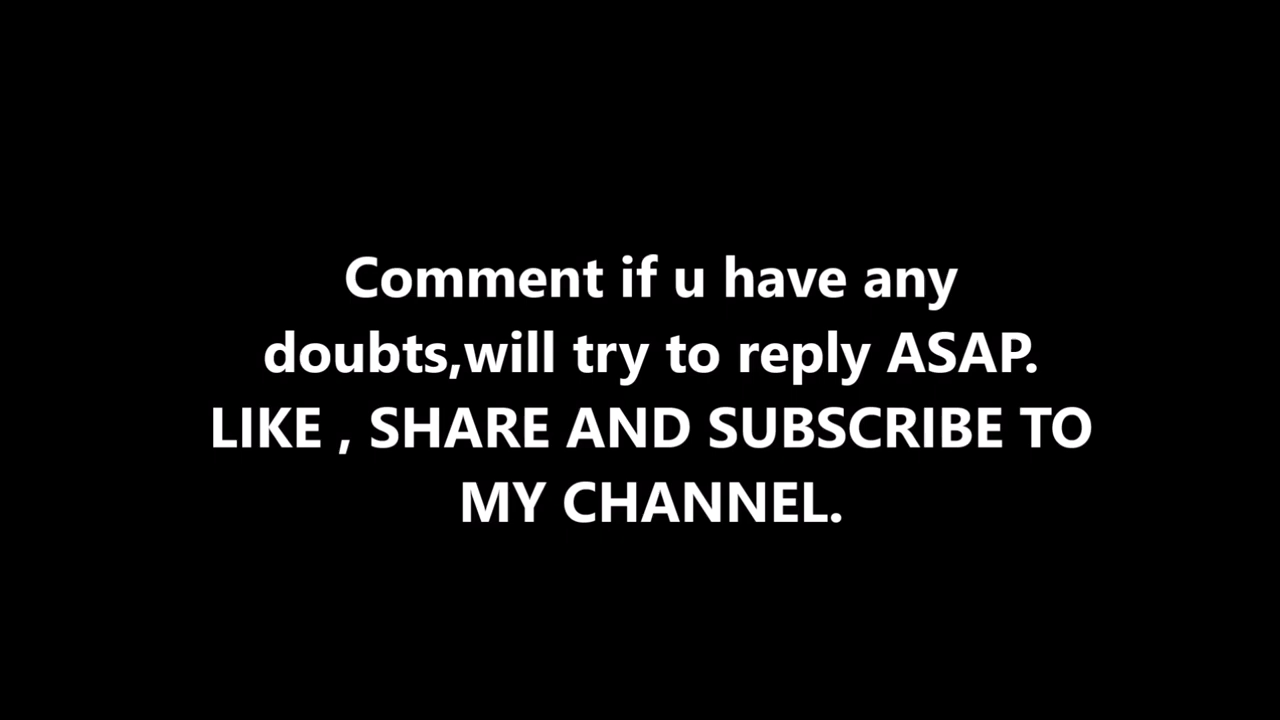 Comment if u have any
doubts,will try to reply ASAP.
LIKE , SHARE AND SUBSCRIBE TO
MY CHANNEL.